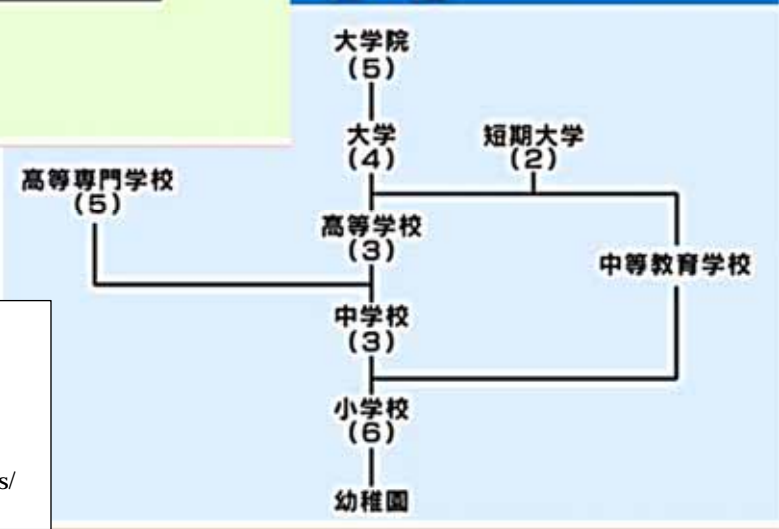 大学院
(5)
大学
(4)
短期大学
(2)
高等専門学校
(5)
高等学校
(3)
中等教育学校
中学校
(3)
小学校
(6)
幼稚園
s/